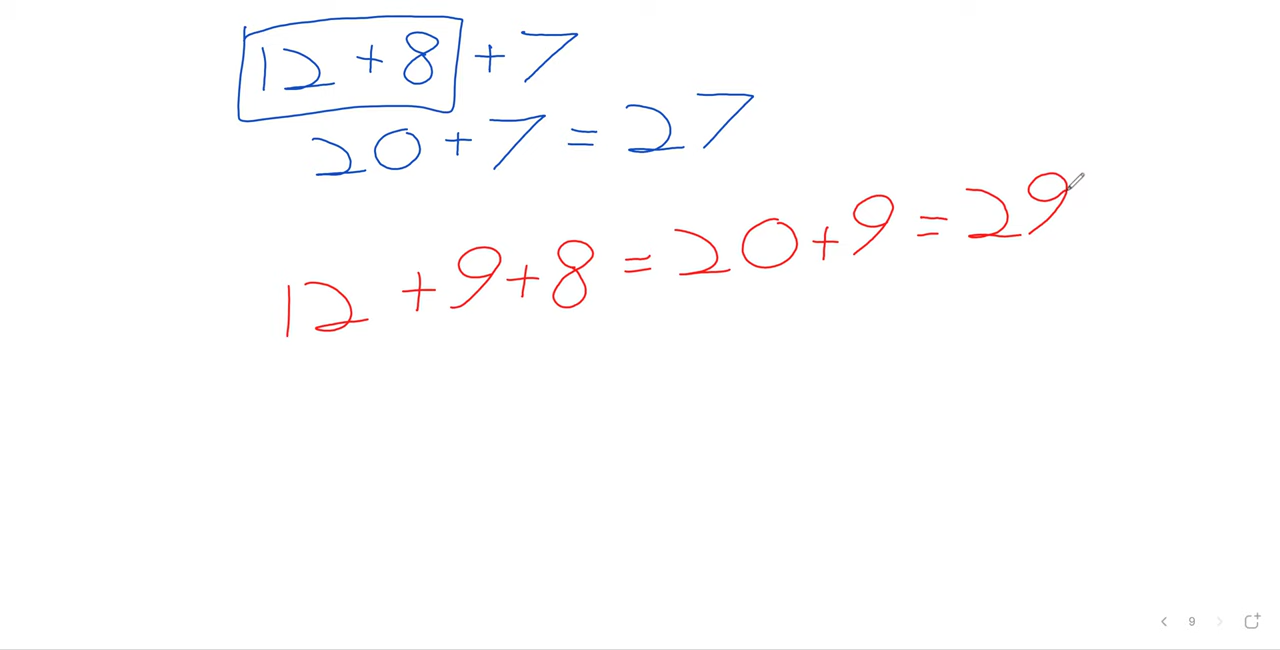 12 + 8 + 7
20 + 7 = 27
12 + 9 + 8 = 20 + 9 = 29
9